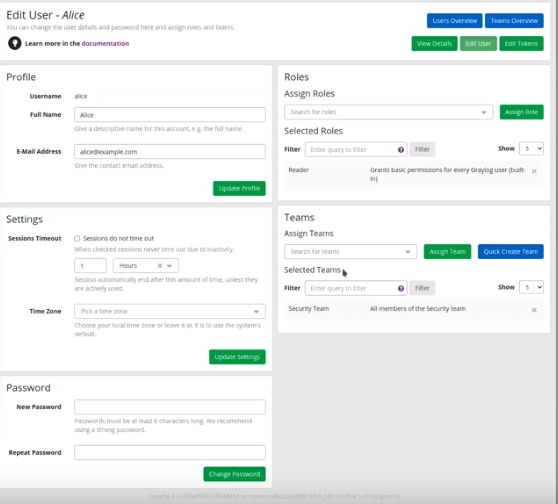 Edit User - Alice
You can change the user details and password here and assign roles and teams.
Learn more in the documentation
Users Overview
Teams Overview
View Details
Edit User
Edit Tokens
Profile
Username
alice
Full Name
Alice
Give a descriptive name for this account, e.g. the full name.
E-Mail Address
alice@example.com
Give the contact email address.
Update Profile
Settings
Sessions Timeout
Sessions do not time out
When checked sessions never time out due to inactivity.
1
Hours
Session automatically end after this amount of time, unless they
are actively used.
Time Zone
Pick a time zone
Choose your local time zone or leave it as it is to use the system's
default.
Update Settings
Password
New Password
Passwords must be at least 6 characters long. We recommend
using a strong password.
Repeat Password
Change Password
Roles
Assign Roles
Search for roles
Assign Role
Selected Roles
Filter
Enter query to filter
Filter
Show
5
Reader
Grants basic permissions for every Graylog user (built-
in)
Teams
Assign Teams
Search for teams
Assign Team
Quick Create Team
Selected Teams
Filter
Enter query to filter
Filter
Show
5
Security Team
All members of the Security team